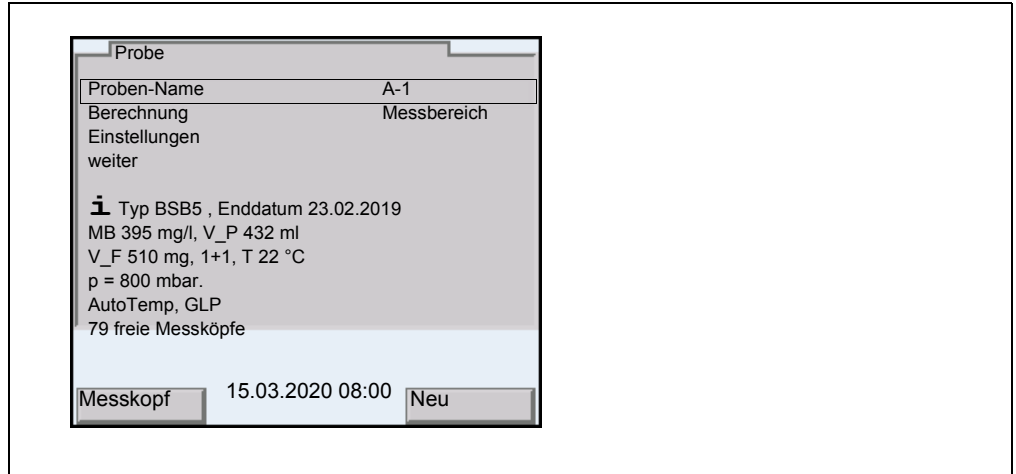 Probe
Proben-Name A-1
Berechnung Messbereich
Einstellungen
weiter
i Typ BSB5 , Enddatum 23.02.2019
MB 395 mg/l, V_P 432 ml
V_F 510 mg, 1+1, T 22 °C
p = 800 mbar.
AutoTemp, GLP
79 freie Messköpfe
Messkopf 15.03.2020 08:00 Neu